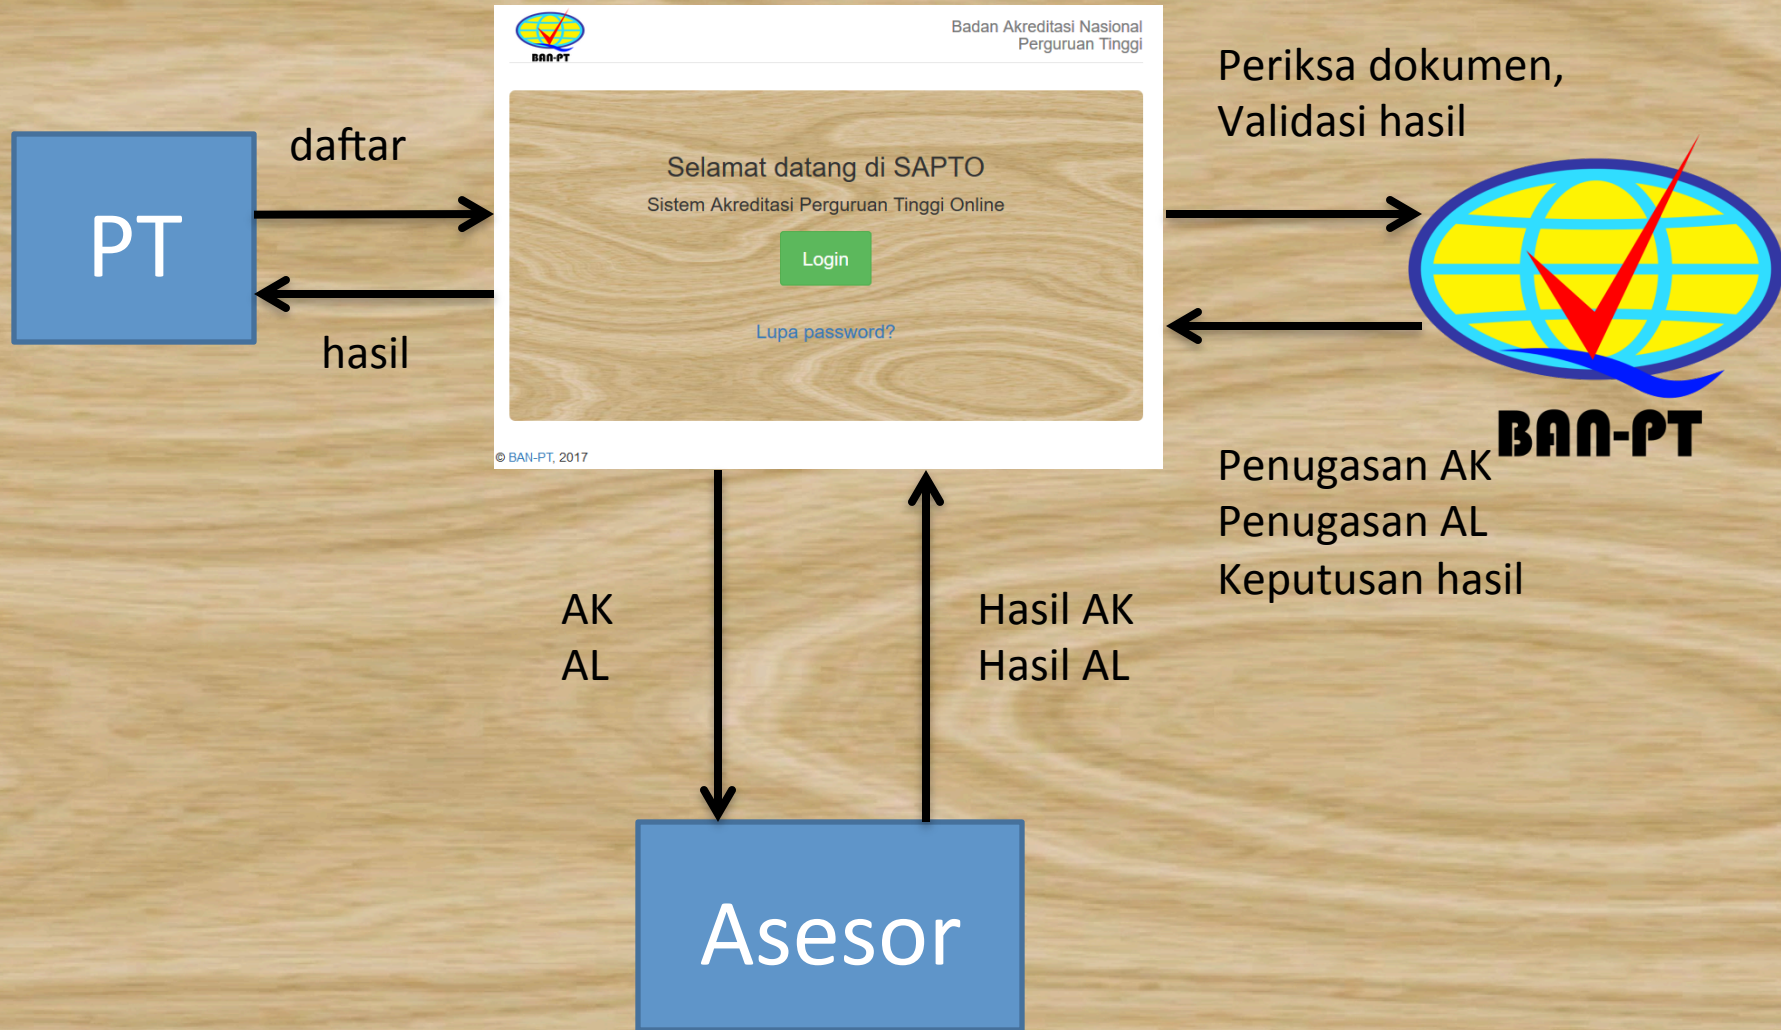 BAN-PT
Badan Akreditasi Nasional
Perguruan Tinggi
Periksa dokumen,
Validasi hasil
daftar
PT
hasil
Selamat datang di SAPTO
Sistem Akreditasi Perguruan Tinggi Online
Login
Lupa password?
© BAN-PT, 2017
BAN-PT
Penugasan AK
Penugasan AL
Keputusan hasil
AK
AL
Hasil AK
Hasil AL
Asesor